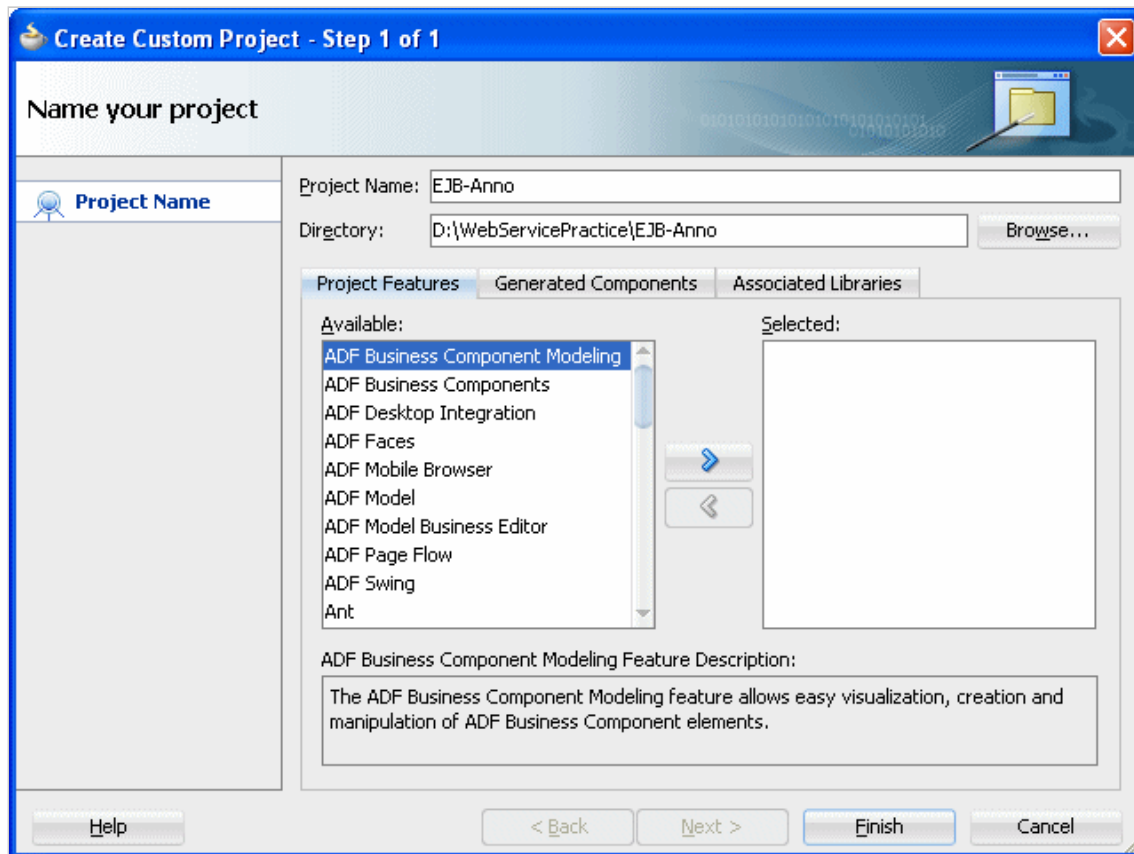 Create Custom Project - Step 1 of 1
Name your project
010101010101010101010101
01010101010
Project Name
Project Name: EJB-Anno
Directory: D:\WebServicePractice\EJB-Anno Browse...
Project Features Generated Components Associated Libraries
Available: Selected:
ADF Business Component Modeling
ADF Business Components
ADF Desktop Integration
ADF Faces
ADF Mobile Browser
ADF Model
ADF Model Business Editor
ADF Page Flow
ADF Swing
Ant
ADF Business Component Modeling Feature Description:
The ADF Business Component Modeling feature allows easy visualization, creation and
manipulation of ADF Business Component elements.
Help < Back Next > Finish Cancel